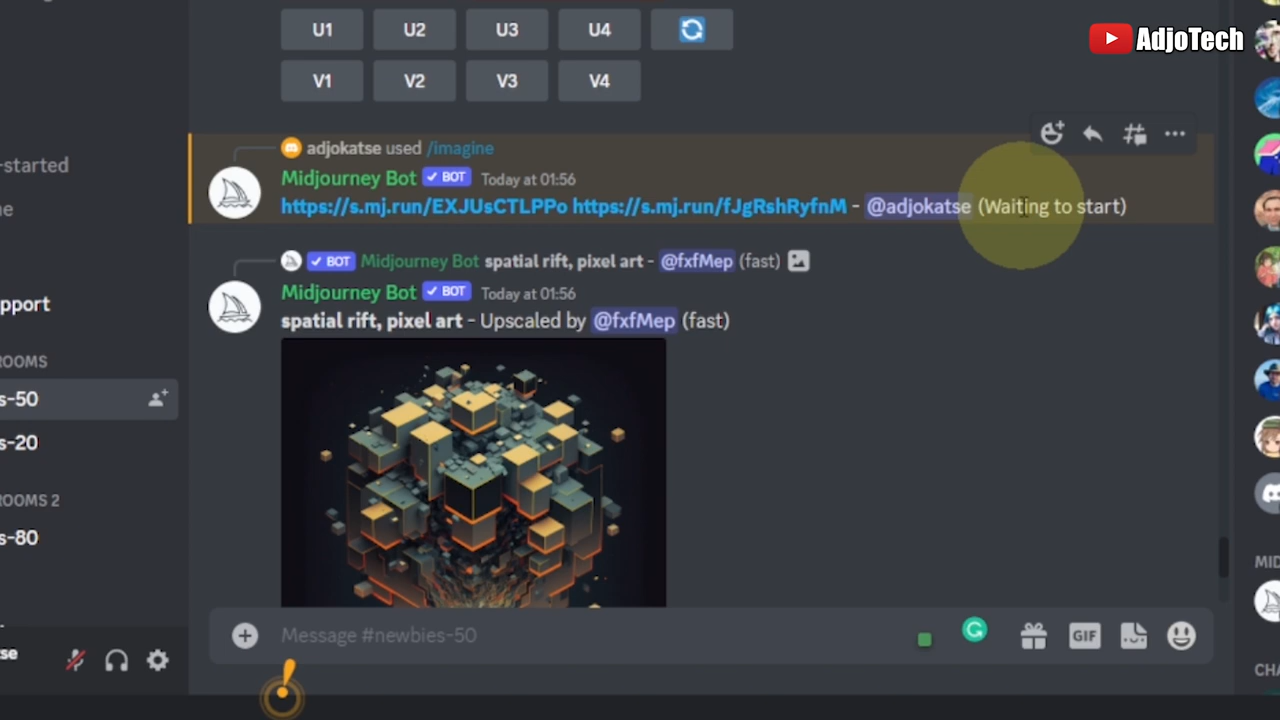 U1 U2 U3 U4
AdjoTech
V1 V2 V3 V4
adjokatse used /imagine
-started
Midjourney Bot BOT Today at 01:56
https://s.mj.run/EXJUsCTLPPo https://s.mj.run/fJgRshRyfnM - @adjokatse (Waiting to start)
BOT Midjourney Bot spatial rift, pixel art - @fxfMep (fast)
Midjourney Bot BOT Today at 01:56
pport
spatial rift, pixel art - Upscaled by @fxfMep (fast)
ROOMS
s-50
s-20
ROOMS 2
s-80
MID
Message #newbies-50
GIF
se
CHA